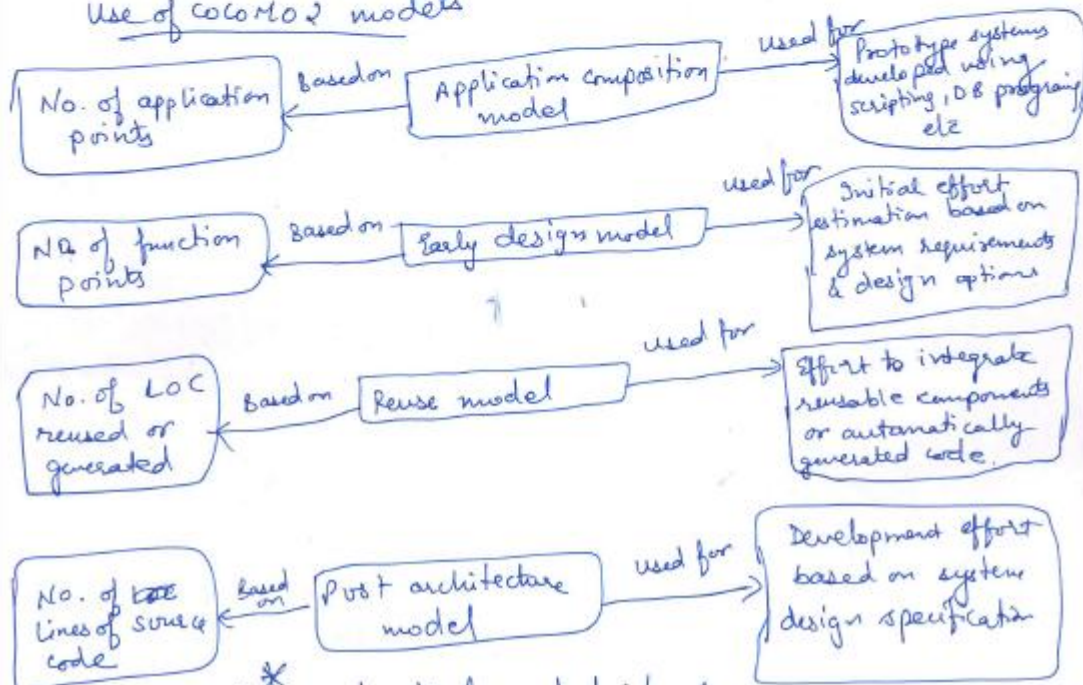 Use of COCOMO2 models
No. of application
points
Based on
Application composition
model
Used for
Prototype systems
developed using
scripting, DB
etc
No. of function
points
Based on
Early design model
used for
Initial effort
estimation based on
system requirements
& design options
No. of LOC
reused or
generated
Based on
Reuse model
used for
Effort to integrate
reusable components
or automatically
generated code.
No. of
Lines of source
code
Based
on
Post architecture
model
used for
Development effort
based on system
design specification